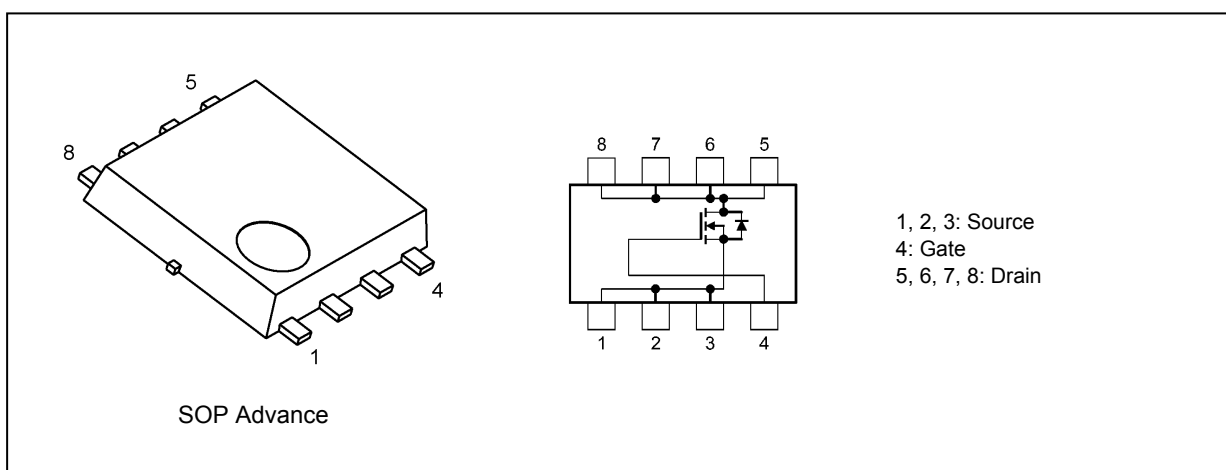 5
8
4
1
SOP Advance
8 7 6 5
1 2 3 4
1, 2, 3: Source
4: Gate
5, 6, 7, 8: Drain